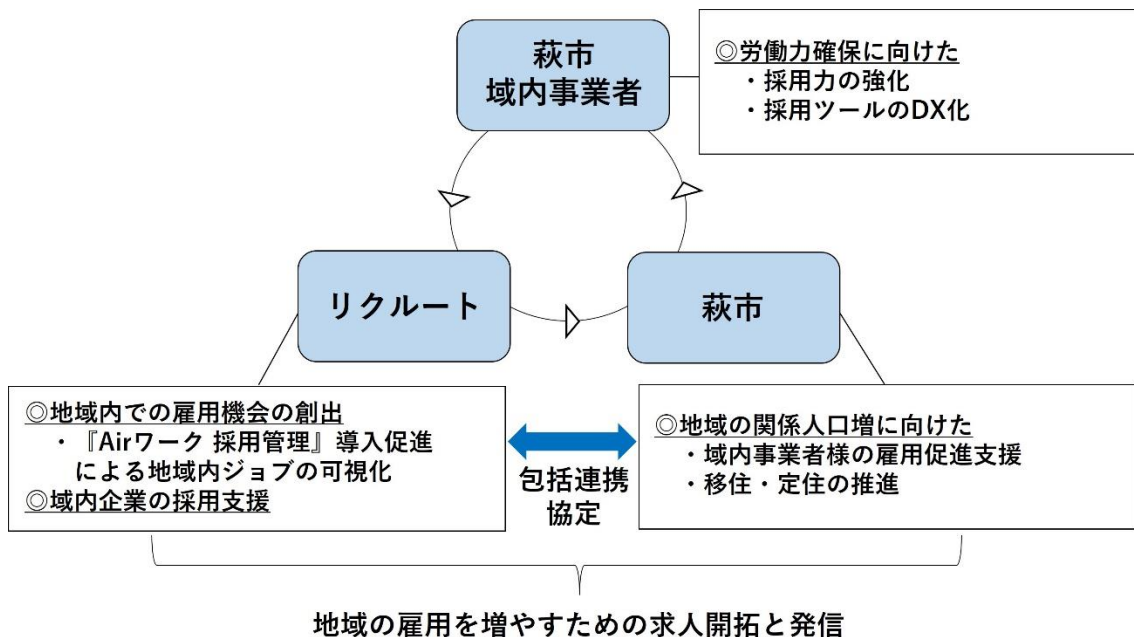 萩市
域内事業者
◎労働力確保に向けた
・採用力の強化
・採用ツールのDX化
リクルート
萩市
◎地域内での雇用機会の創出
・『Airワーク 採用管理』導入促進
による地域内ジョブの可視化
◎域内企業の採用支援
包括連携
協定
◎地域の関係人口増に向けた
・域内事業者様の雇用促進支援
・移住・定住の推進
地域の雇用を増やすための求人開拓と発信